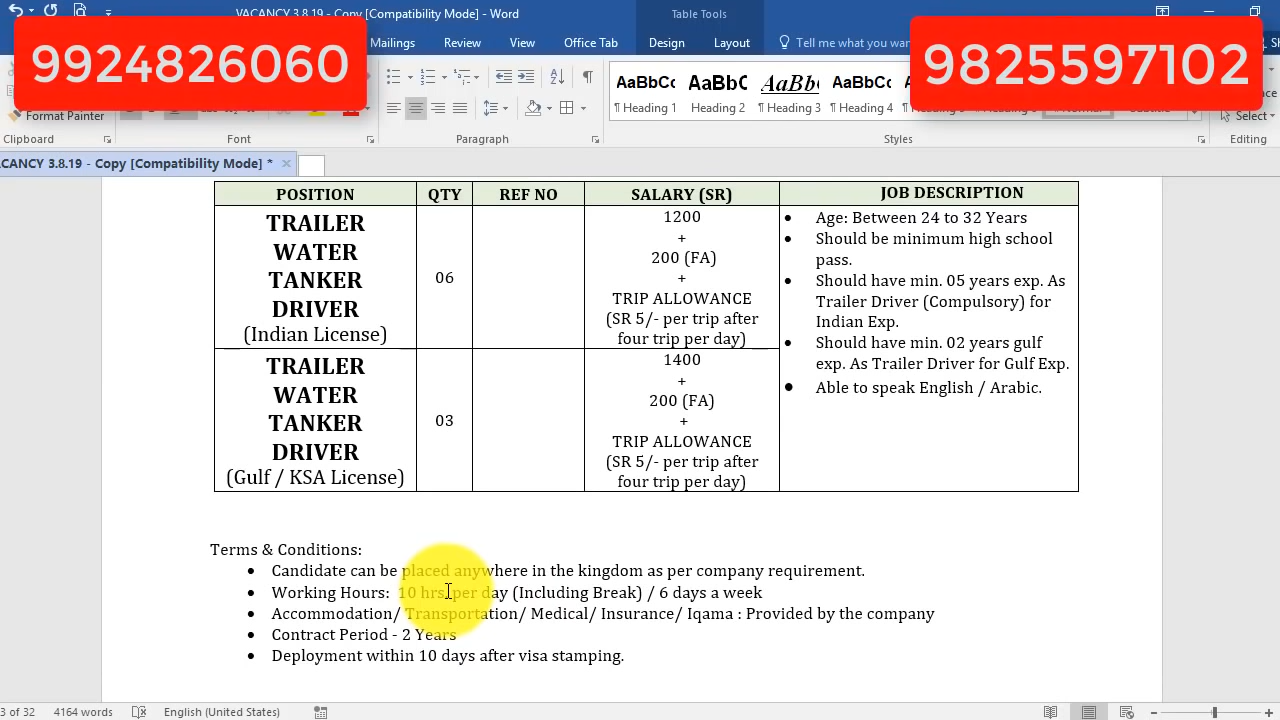 VACANCY 3.8.19 - Copy [Compatibility Mode] - Word
Table Tools
9924826060
9825597102
Mailings
Review
View
Office Tab
Design
Layout
Tell me what you want
AaBbCc
AaBbC
AaBb
AaBbCc
Heading 1
Heading 2
Heading 3
Heading 4
Format Painter
Select
Clipboard
Font
Paragraph
Styles
Editing
VACANCY 3.8.19 - Copy [Compatibility Mode] *
POSITION QTY REF NO SALARY (SR) JOB DESCRIPTION
TRAILER
WATER
TANKER
DRIVER
(Indian License)
06
1200
+
200 (FA)
+
TRIP ALLOWANCE
(SR 5/- per trip after
four trip per day)
• Age: Between 24 to 32 Years
• Should be minimum high school
pass.
• Should have min. 05 years exp. As
Trailer Driver (Compulsory) for
Indian Exp.
• Should have min. 02 years gulf
exp. As Trailer Driver for Gulf Exp.
• Able to speak English / Arabic.
TRAILER
WATER
TANKER
DRIVER
(Gulf / KSA License)
03
1400
+
200 (FA)
+
TRIP ALLOWANCE
(SR 5/- per trip after
four trip per day)
Terms & Conditions:
• Candidate can be placed anywhere in the kingdom as per company requirement.
• Working Hours: 10 hrs per day (Including Break) / 6 days a week
• Accommodation/ Transportation/ Medical/ Insurance/ Iqama : Provided by the company
• Contract Period - 2 Years
• Deployment within 10 days after visa stamping.
3 of 32
4164 words
English (United States)